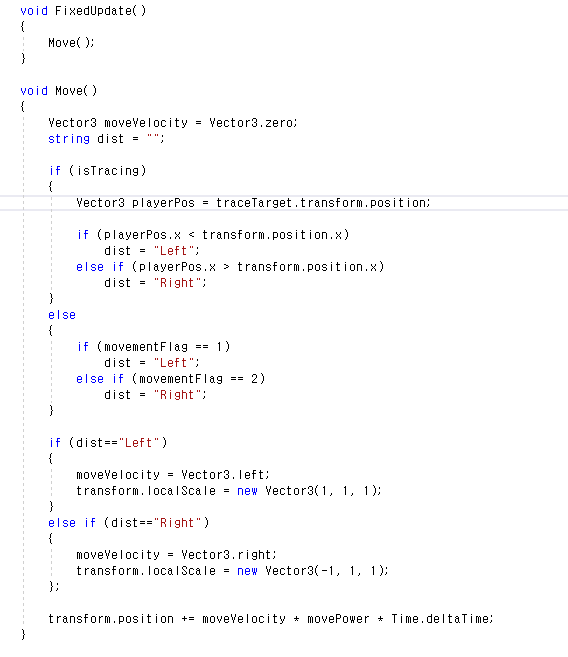 void FixedUpdate()
{
    Move();
}

void Move()
{
    Vector3 moveVelocity = Vector3.zero;
    string dist = "";

    if (isTracing)
    {
        Vector3 playerPos = traceTarget.transform.position;

        if (playerPos.x < transform.position.x)
            dist = "Left";
        else if (playerPos.x > transform.position.x)
            dist = "Right";
    }
    else
    {
        if (movementFlag == 1)
            dist = "Left";
        else if (movementFlag == 2)
            dist = "Right";
    }

    if (dist=="Left")
    {
        moveVelocity = Vector3.left;
        transform.localScale = new Vector3(1, 1, 1);
    }
    else if (dist=="Right")
    {
        moveVelocity = Vector3.right;
        transform.localScale = new Vector3(-1, 1, 1);
    };

    transform.position += moveVelocity * movePower * Time.deltaTime;
}